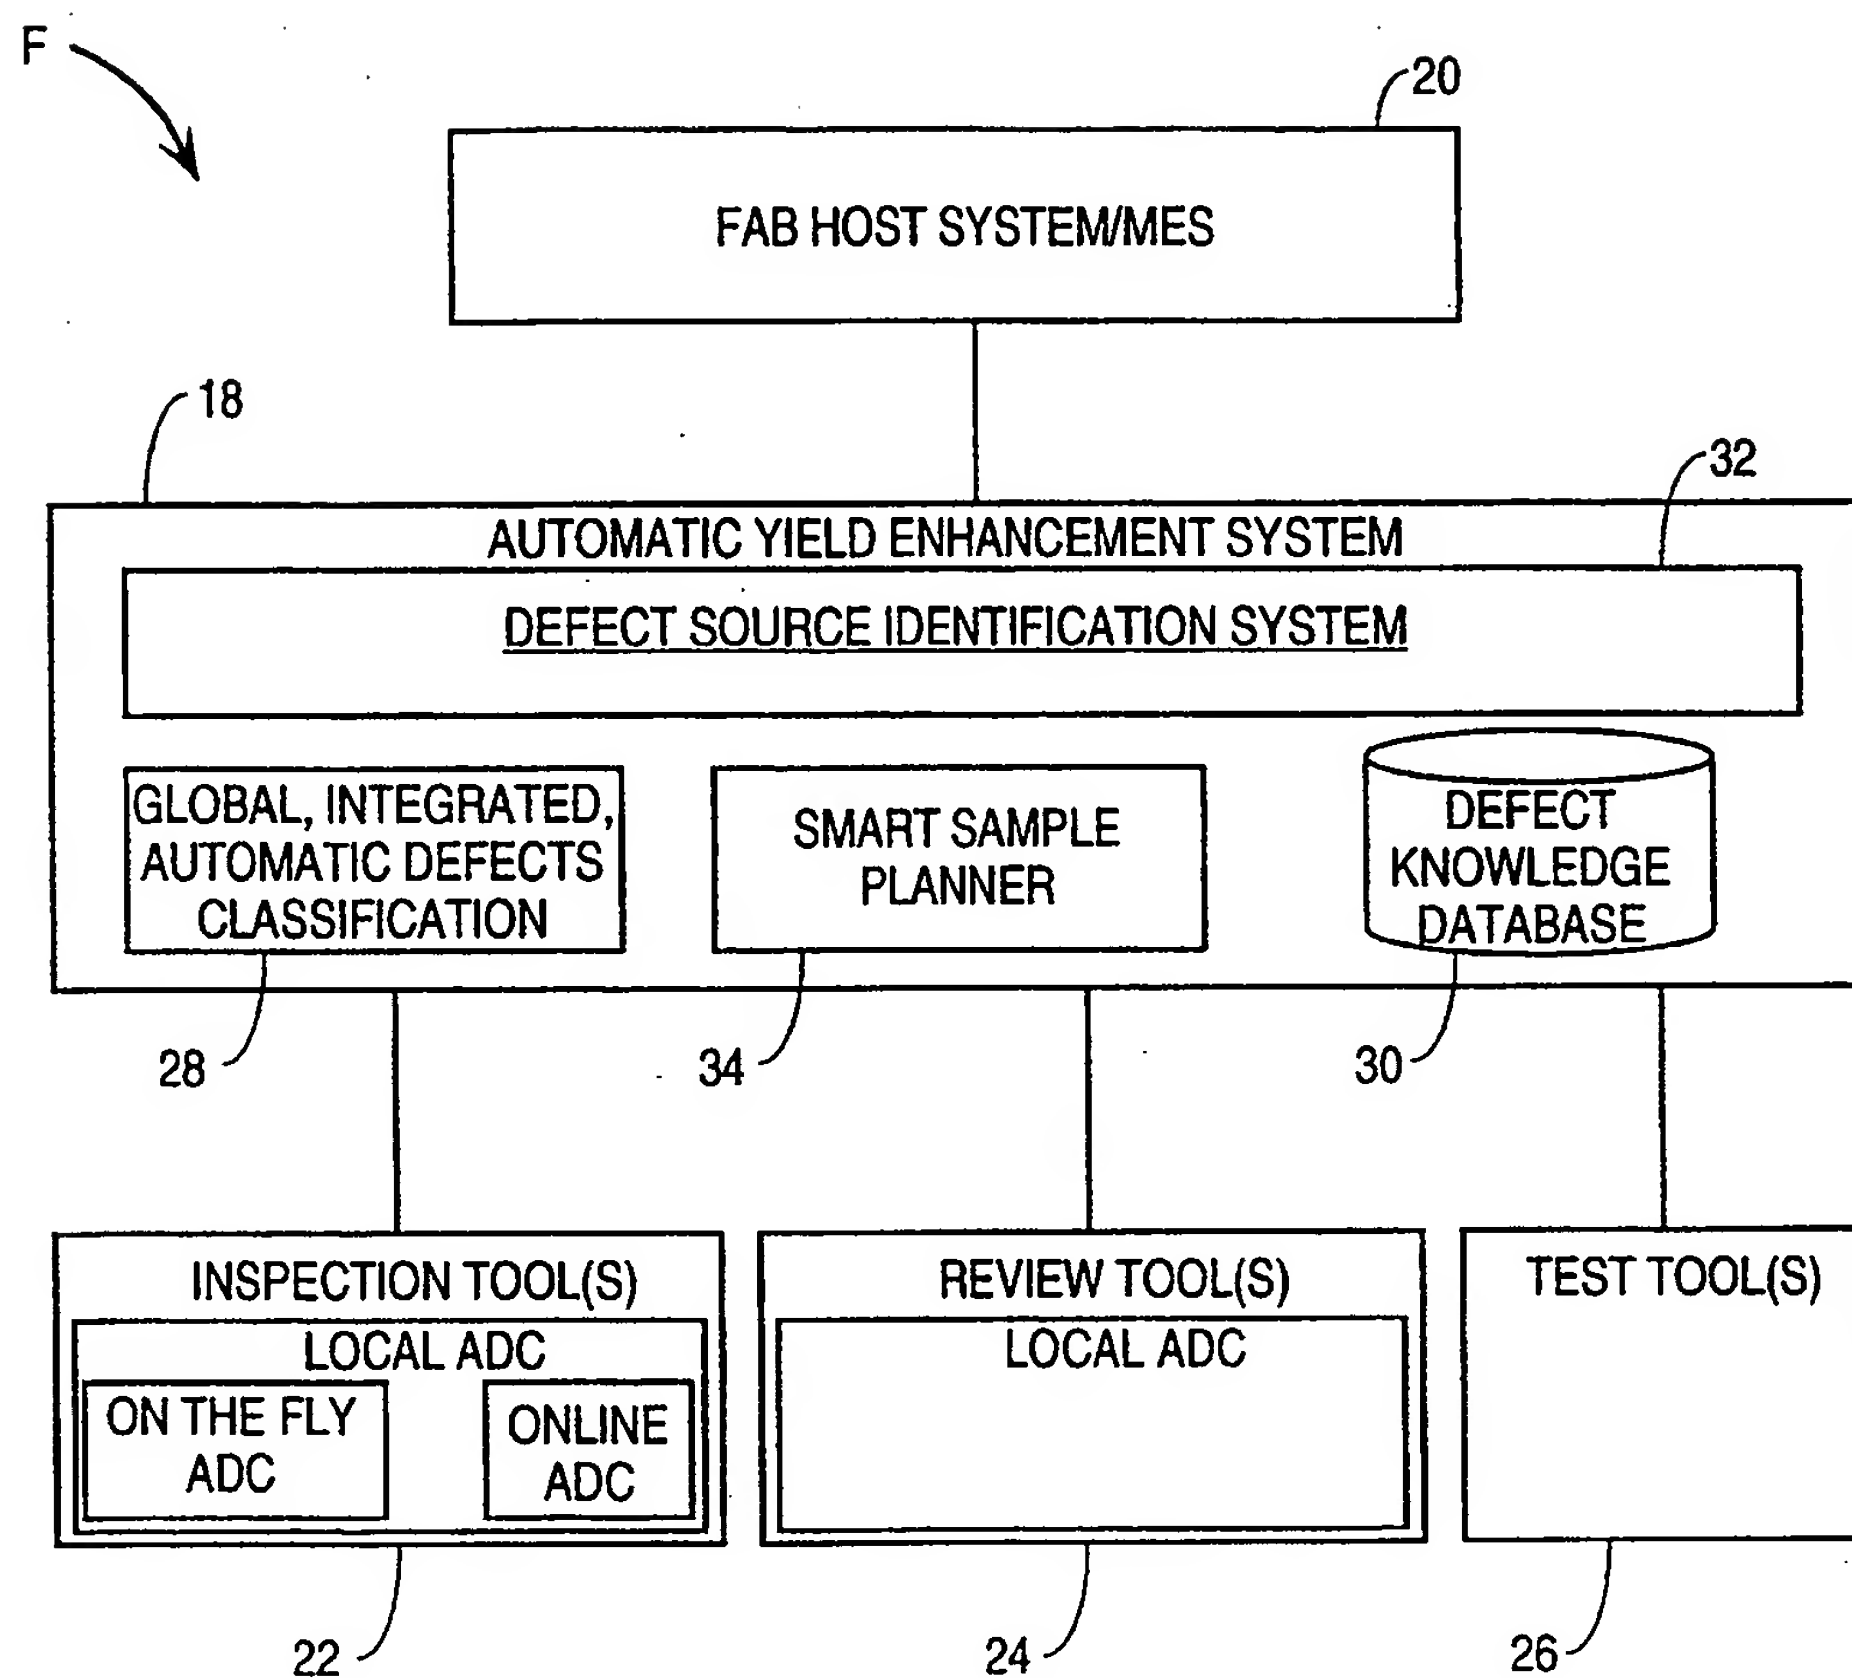 F
20
FAB HOST SYSTEM/MES
18
32
AUTOMATIC YIELD ENHANCEMENT SYSTEM
DEFECT SOURCE IDENTIFICATION SYSTEM
GLOBAL, INTEGRATED,
AUTOMATIC DEFECTS
CLASSIFICATION
SMART SAMPLE
PLANNER
DEFECT
KNOWLEDGE
DATABASE
28
34
30
INSPECTION TOOL(S)
LOCAL ADC
ON THE FLY
ADC
ONLINE
ADC
REVIEW TOOL(S)
LOCAL ADC
TEST TOOL(S)
22
24
26